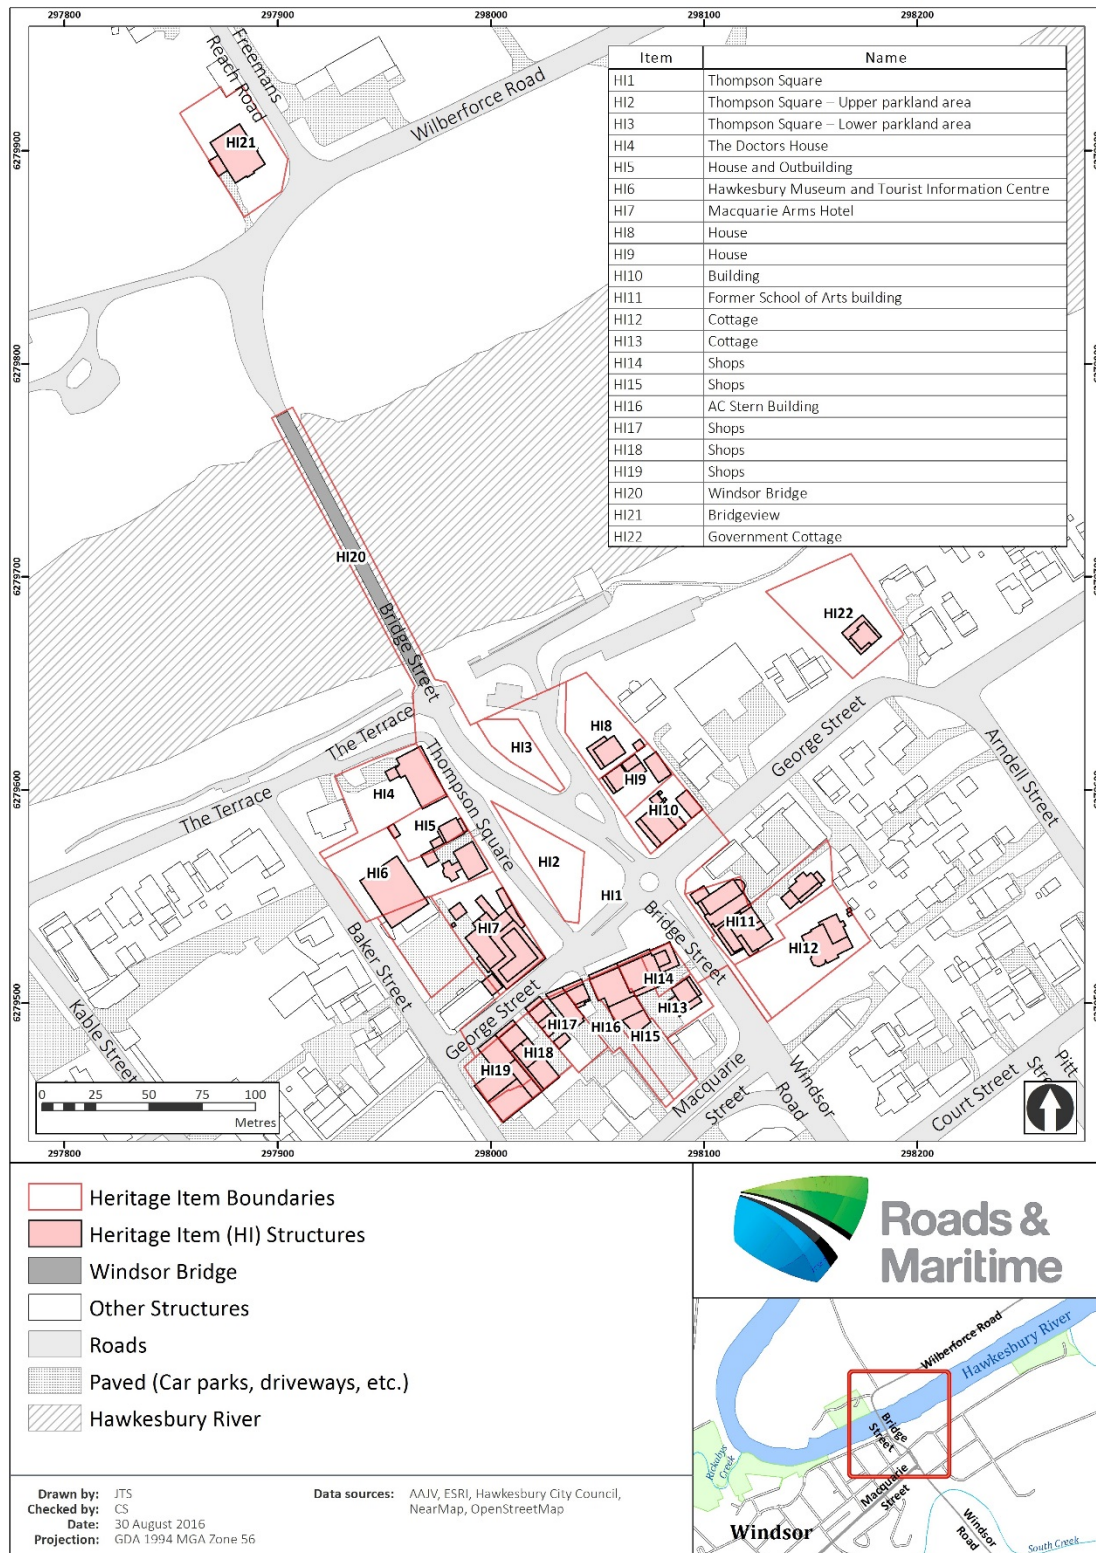 297800 297900 298000 298100 298200
Item Name
HI1 Thompson Square
HI2 Thompson Square – Upper parkland area
HI3 Thompson Square – Lower parkland area
HI4 The Doctors House
HI5 House and Outbuilding
HI6 Hawkesbury Museum and Tourist Information Centre
HI7 Macquarie Arms Hotel
HI8 House
HI9 House
HI10 Building
HI11 Former School of Arts building
HI12 Cottage
HI13 Cottage
HI14 Shops
HI15 Shops
HI16 AC Stern Building
HI17 Shops
HI18 Shops
HI19 Shops
HI20 Windsor Bridge
HI21 Bridgeview
HI22 Government Cottage
Freemans
Reach Road
Wilberforce Road
HI21
6279900
6279900
6279800
6279800
HI20
6279700
6279700
Bridge Street
HI22
The Terrace
The Terrace
Thompson Square
HI3
HI8
HI9
HI10
George Street
Arndell Street
6279600
6279600
HI4
HI5
HI6
HI2
HI1
HI7
Baker Street
Bridge Street
HI11
HI12
HI14
HI13
6279500
6279500
Kable Street
George Street
HI17
HI16
HI15
HI18
HI19
Macquarie
Street
Windsor
Road
Court Street
Pitt
0 25 50 75 100
Metres
297800 297900 298000 298100 298200
Heritage Item Boundaries
Heritage Item (HI) Structures
Windsor Bridge
Other Structures
Roads
Paved (Car parks, driveways, etc.)
Hawkesbury River
Roads &
Maritime
Wilberforce Road
Hawkesbury River
Bridge
Street
Rickabys
Creek
Macquarie
Street
Windsor
Windsor
Road
South Creek
Drawn by: JTS
Checked by: CS
Date: 30 August 2016
Projection: GDA 1994 MGA Zone 56
Data sources: AAJV, ESRI, Hawkesbury City Council,
NearMap, OpenStreetMap